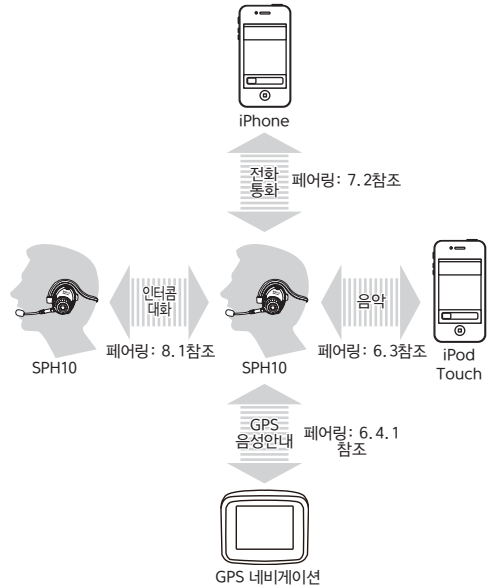 iPhone
전화
통화
페어링: 7.2참조
인터콤
대화
음악
페어링: 8.1참조
페어링: 6.3참조
SPH10
SPH10
iPod
Touch
GPS
음성안내
페어링: 6.4.1
참조
GPS 네비게이션